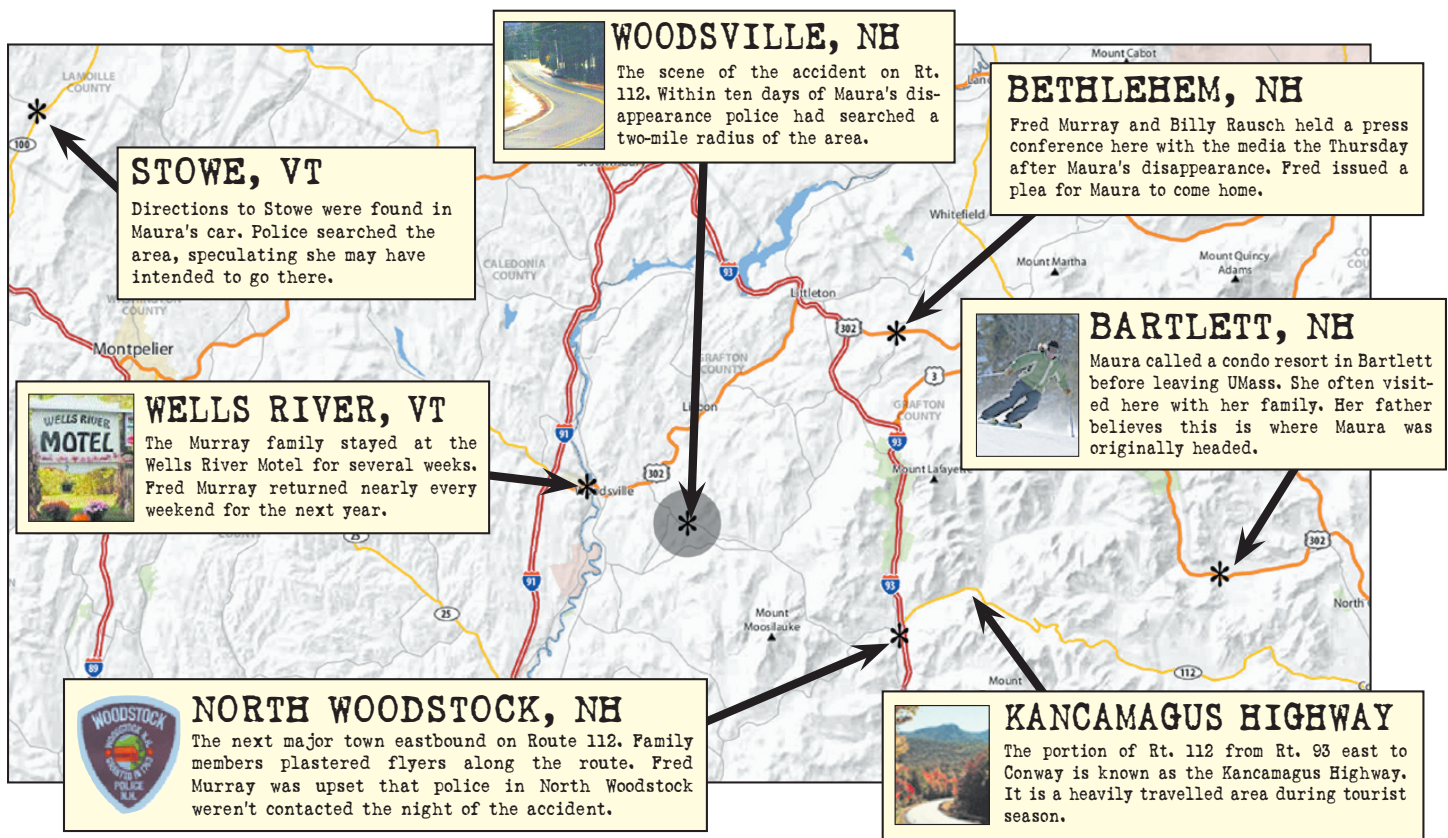 WOODSVILLE, NH
The scene of the accident on Rt.
112. Within ten days of Maura's dis-
appearance police had searched a
two-mile radius of the area.
BETHLEHEM, NH
Fred Murray and Billy Rausch held a press
conference here with the media the Thursday
after Maura's disappearance. Fred issued a
plea for Maura to come home.
STOWE, VT
Directions to Stowe were found in
Maura's car. Police searched the
area, speculating she may have
intended to go there.
BARTLETT, NH
Maura called a condo resort in Bartlett
before leaving UMass. She often visit-
ed here with her family. Her father
believes this is where Maura was
originally headed.
WELLS RIVER
MOTEL
WELLS RIVER, VT
The Murray family stayed at the
Wells River Motel for several weeks.
Fred Murray returned nearly every
weekend for the next year.
WOODSTOCK
POLICE
N.H.
NORTH WOODSTOCK, NH
The next major town eastbound on Route 112. Family
members plastered flyers along the route. Fred
Murray was upset that police in North Woodstock
weren't contacted the night of the accident.
KANCAMAGUS HIGHWAY
The portion of Rt. 112 from Rt. 93 east to
Conway is known as the Kancamagus Highway.
It is a heavily travelled area during tourist
season.
LAMOILLE
COUNTY
100
Mount Cabot
Whitefield
CALEDONIA
COUNTY
93
Mount Martha
Mount Quincy
Adams
Littleton
302
COUNTY
Montpelier
GRAFTON
COUNTY
3
GRAFTON
COUNTY
91
93
302
Mount Lafayette
25
302
91
93
25
Mount
Moosilauke
North
89
Mount
112